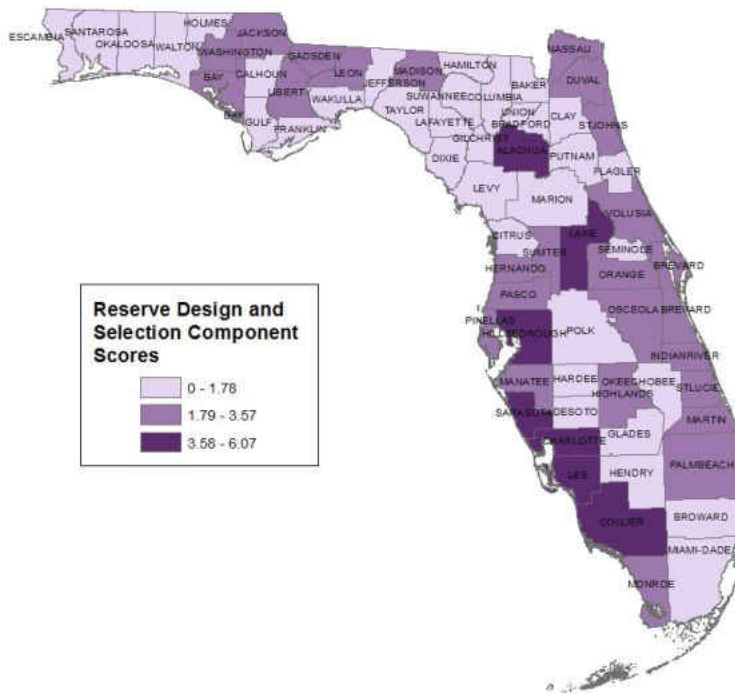 HOLMES
JACKSON
ESCAMBIA
SANTAROSA
OKALOOSA
WALTON
WASHINGTON
GADSDEN
BAY
CALHOUN
LEON
LIBERT
BAY
GULF
FRANKLIN
WAKULLA
JEFFERSON
MADISON
TAYLOR
HAMILTON
SUWANNEE
COLUMBIA
LAFAYETTE
BAKER
NASSAU
DUVAL
UNION
BRADFORD
CLAY
STJOHNS
GILCHRIST
ALACHUA
PUTNAM
DIXIE
FLAGLER
LEVY
MARION
VOLUSIA
CITRUS
LAKE
SUMTER
SEMINOLE
HERNANDO
ORANGE
BREVARD
PASCO
OSCEOLA
BREVARD
PINELLAS
HILLSBOROUGH
POLK
INDIANRIVER
MANATEE
HARDEE
OKEECHOBEE
HIGHLANDS
STLUCIE
SARASOTA
DESOTO
MARTIN
CHARLOTTE
GLADES
LEE
HENDRY
PALMBEACH
COLLIER
BROWARD
MIAMI-DADE
MONROE
Reserve Design and
Selection Component
Scores
0 - 1.78
1.79 - 3.57
3.58 - 6.07